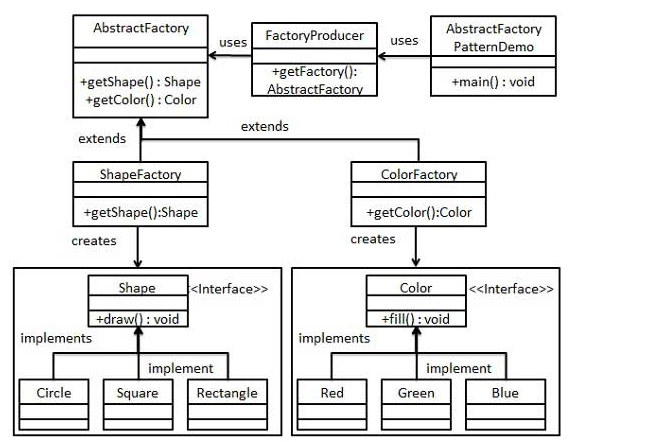 AbstractFactory
+getShape() : Shape
+getColor() : Color
uses
FactoryProducer
+getFactory():
AbstractFactory
uses
AbstractFactory
PatternDemo
+main() : void
extends
extends
ShapeFactory
+getShape():Shape
ColorFactory
+getColor():Color
creates
creates
Shape
<<Interface>>
+draw() : void
implements
implement
Circle
Square
Rectangle
Color
<<Interface>>
+fill() : void
implements
implement
Red
Green
Blue